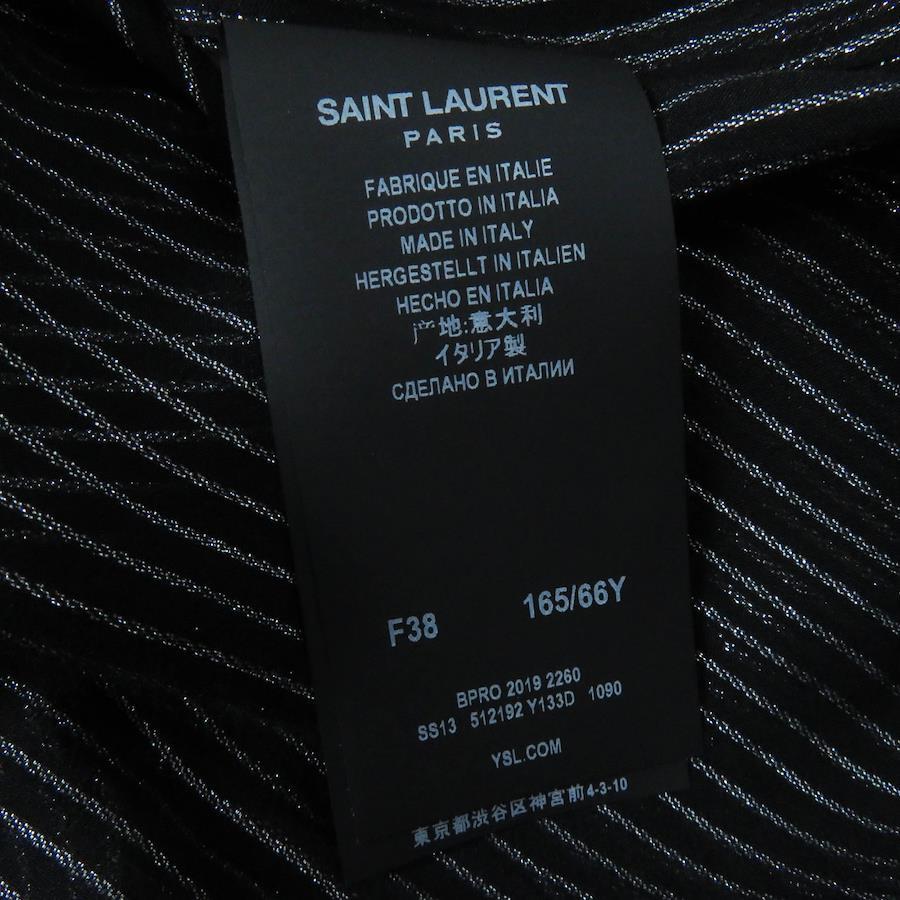 SAINT LAURENT
PARIS
FABRIQUE EN ITALIE
PRODOTTO IN ITALIA
MADE IN ITALY
HERGESTELLT IN ITALIEN
HECHO EN ITALIA
产地:意大利
イタリア製
СДЕЛАНО В ИТАЛИИ
F38 165/66Y
BPRO 2019 2260
SS13 512192 Y133D 1090
YSL.COM
東京都渋谷区神宮前4-3-10